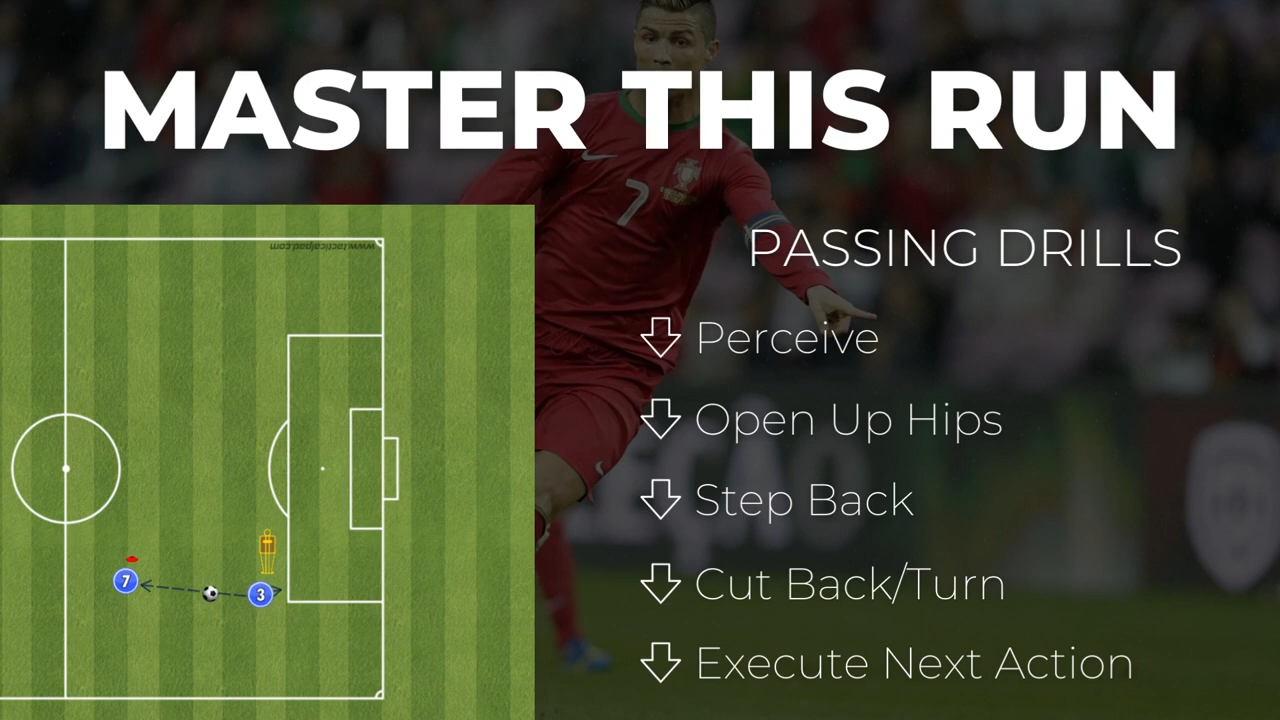 MASTER THIS RUN
7
www.tacticalpad.com
PASSING DRILLS
Perceive
Open Up Hips
Step Back
Cut Back/Turn
Execute Next Action
7
3